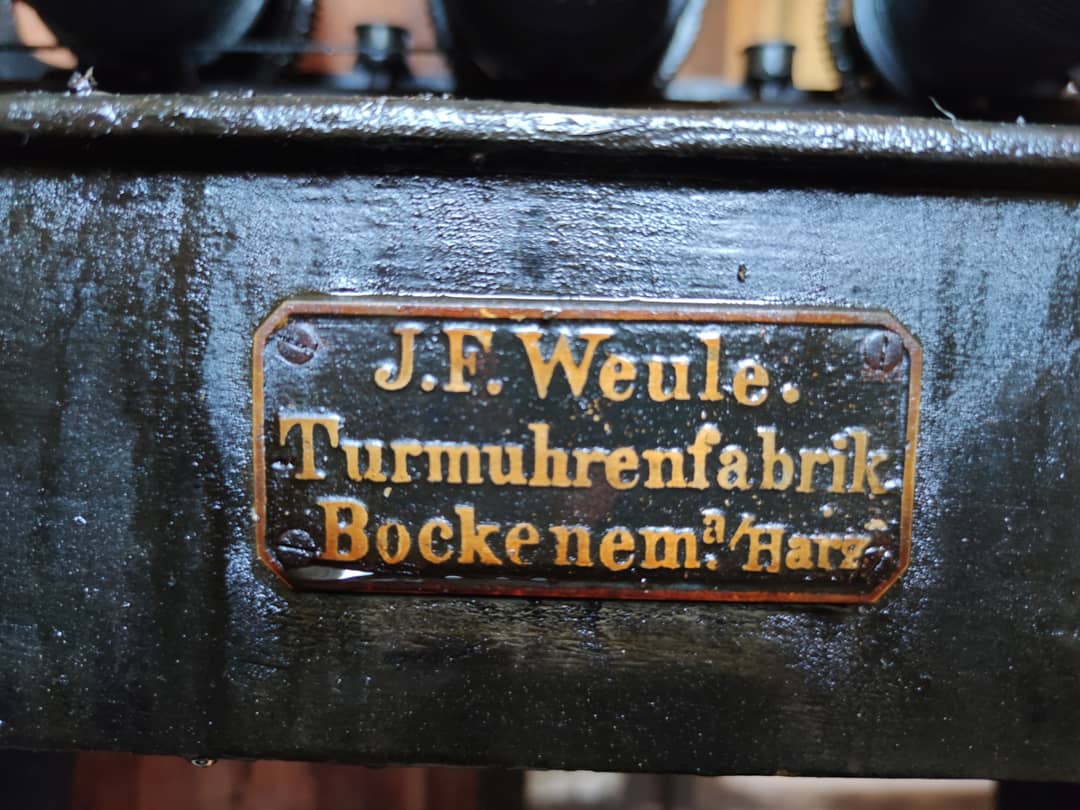 J.F. Weule.
Turmuhrenfabrik
Bockenem. a/Harz